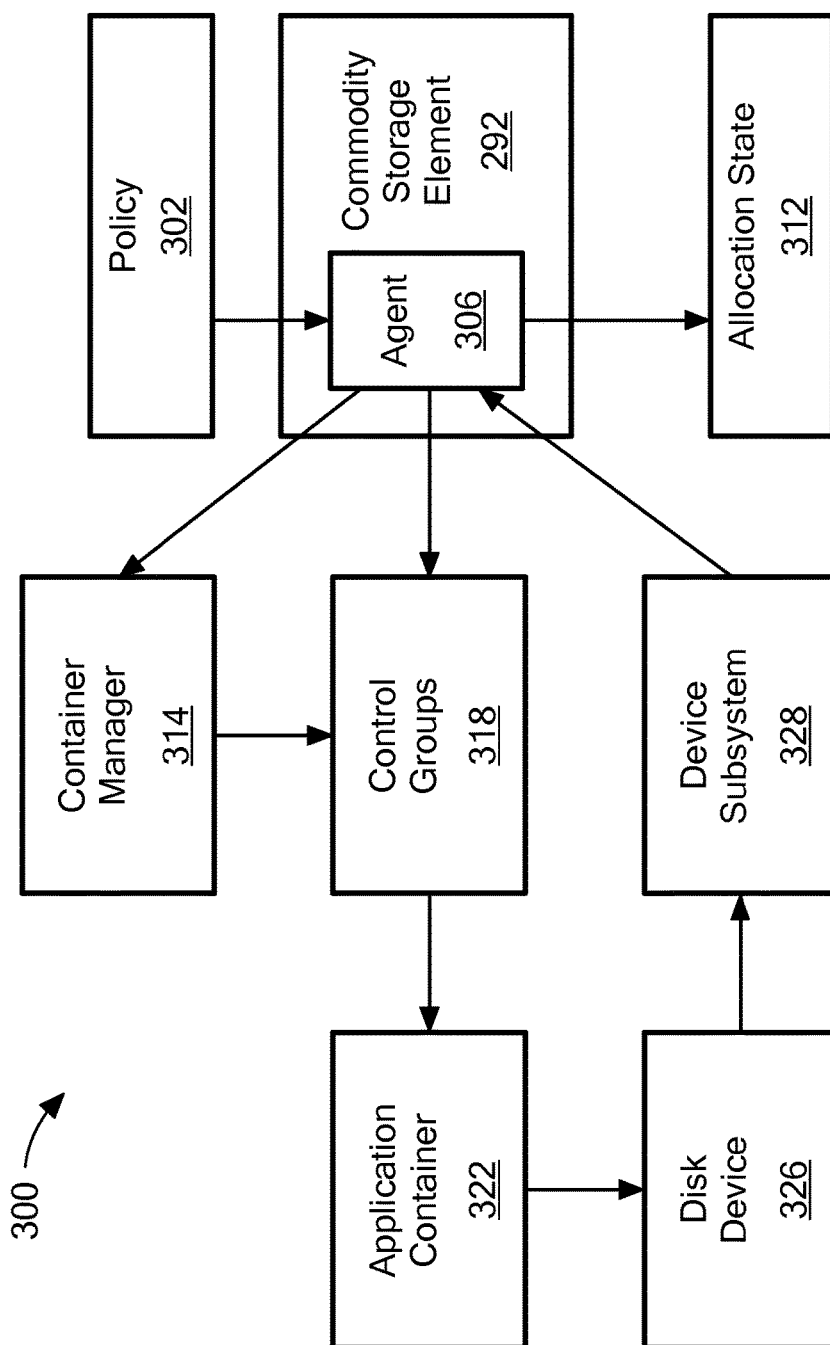 300
Container
Manager
314
Policy
302
Application
Container
322
Control
Groups
318
Agent
306
Commodity
Storage
Element
292
Disk
Device
326
Device
Subsystem
328
Allocation State
312